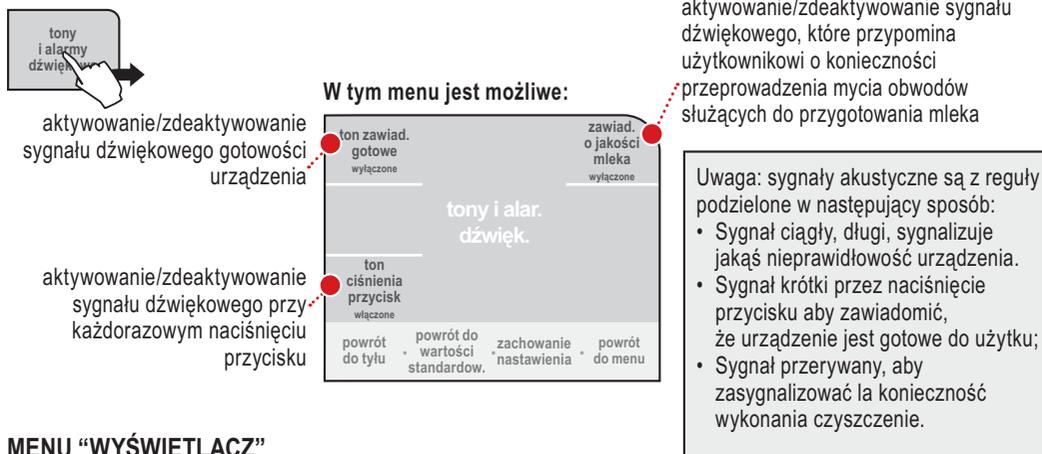 tony
i alarmy
aktywowanie/zdeaktywowanie
sygnału dźwiękowego gotowości
urządzenia
aktywowanie/zdeaktywowanie
sygnału dźwiękowego przy
każdorazowym naciśnięciu
przycisku
W tym menu jest możliwe:
ton zawiad.
gotowe
wyłączone
zawiad.
o jakości
mleka
wyłączone
tony i alar.
dźwięk.
ton
ciśnienia
przycisk
włączone
powrót
do tyłu
powrót do
wartości
standardow.
zachowanie
nastawienia
powrót
do menu
aktywowanie/zdeaktywowanie sygnału
dźwiękowego, które przypomina
użytkownikowi o konieczności
przeprowadzenia mycia obwodów
służących do przygotowania mleka
Uwaga: sygnały akustyczne są z reguły
podzielone w następujący sposób:
• Sygnał ciągły, długi, sygnalizuje
jakąś nieprawidłowość urządzenia.
• Sygnał krótki przez naciśnięcie
przycisku aby zawiadomić,
że urządzenie jest gotowe do użytku;
• Sygnał przerywany, aby
zasygnalizować la konieczność
wykonania czyszczenie.
MENU “WYŚWIETLACZ”